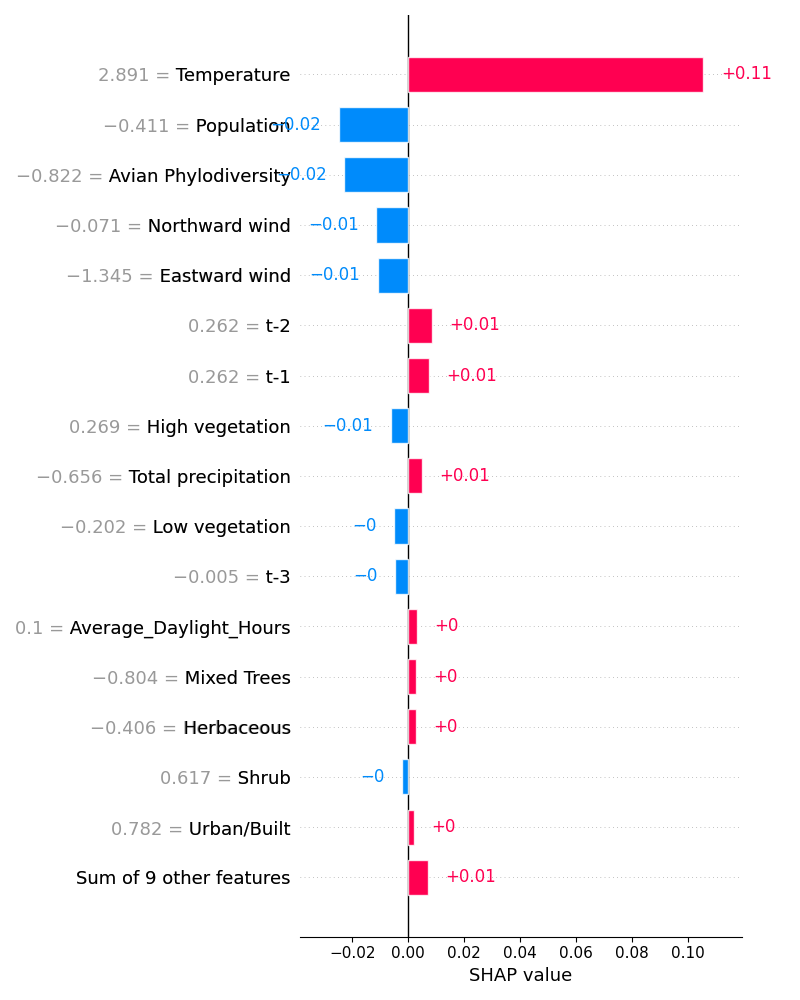 2.891 = Temperature +0.11
−0.411 = Population −0.02
−0.822 = Avian Phylodiversity −0.02
−0.071 = Northward wind −0.01
−1.345 = Eastward wind −0.01
0.262 = t-2 +0.01
0.262 = t-1 +0.01
0.269 = High vegetation −0.01
−0.656 = Total precipitation +0.01
−0.202 = Low vegetation −0
−0.005 = t-3 −0
0.1 = Average_Daylight_Hours +0
−0.804 = Mixed Trees +0
−0.406 = Herbaceous +0
0.617 = Shrub −0
0.782 = Urban/Built +0
Sum of 9 other features +0.01
−0.02 0.00 0.02 0.04 0.06 0.08 0.10
SHAP value